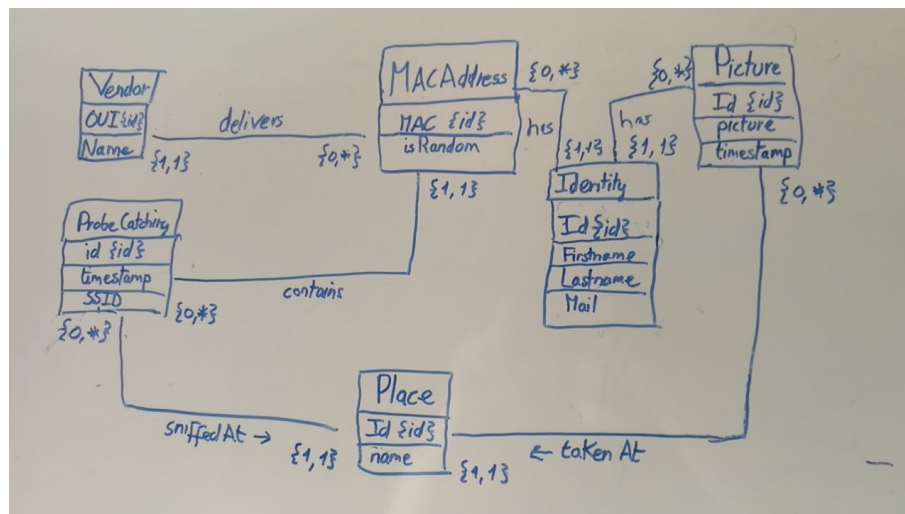 Vendor
OUI {id}
Name
{1,1}
delivers
{0,*}
MACAddress
MAC {id}
isRandom
{0,*}
has
{1,1}
{1,1}
Picture
Id {id}
picture
timestamp
{0,*}
has
{1,1}
{0,*}
Identity
Id {id}
Firstname
Lastname
Mail
ProbeCatching
id {id}
timestamp
SSID
{0,*}
{0,*}
contains
sniffedAt →
{1,1}
Place
Id {id}
name
{1,1}
← taken At